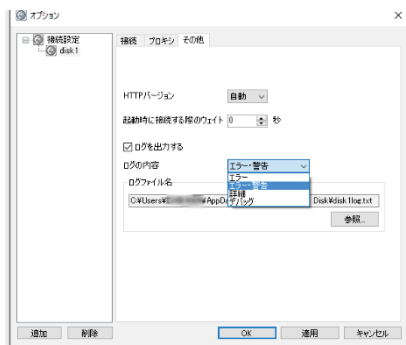 オプション
接続設定
disk1
接続 プロキシ その他
HTTPバージョン 自動
起動時に接続する際のウェイト 0 秒
ログを出力する
ログの内容 エラー・警告
エラー
エラー・警告
詳細
デバッグ
ログファイル名
C:¥Users¥ ¥AppDa Disk¥disk1log.txt
参照...
追加 削除 OK 適用 キャンセル